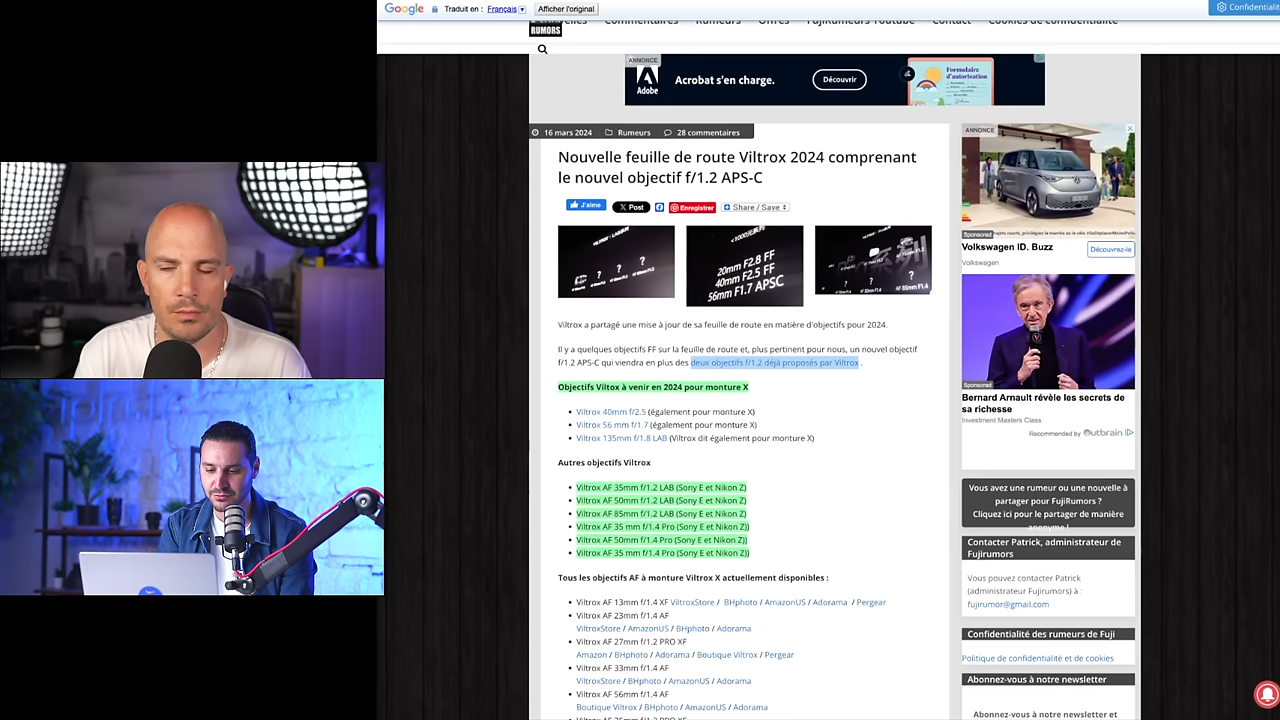 Google Traduit en : Français Afficher l'original
Confidentialit
Commentaires Rumeurs Offres Fujirumeurs Youtube Contact Cookies de confidentialité
RUMORS
ANNONCE
Adobe
Acrobat s'en charge.
Découvrir
Formulaire
d'autorisation
16 mars 2024 Rumeurs 28 commentaires
Nouvelle feuille de route Viltrox 2024 comprenant
le nouvel objectif f/1.2 APS-C
J'aime Post Enregistrer Share / Save
20mm F2.8 FF
40mm F2.5 FF
56mm F1.7 APSC
Viltrox a partagé une mise à jour de sa feuille de route en matière d'objectifs pour 2024.
Il y a quelques objectifs FF sur la feuille de route et, plus pertinent pour nous, un nouvel objectif
f/1.2 APS-C qui viendra en plus des deux objectifs f/1.2 déjà proposés par Viltrox .
Objectifs Viltox à venir en 2024 pour monture X
• Viltrox 40mm f/2.5 (également pour monture X)
• Viltrox 56 mm f/1.7 (également pour monture X)
• Viltrox 135mm f/1.8 LAB (Viltrox dit également pour monture X)
Autres objectifs Viltrox
• Viltrox AF 35mm f/1.2 LAB (Sony E et Nikon Z)
• Viltrox AF 50mm f/1.2 LAB (Sony E et Nikon Z)
• Viltrox AF 85mm f/1.2 LAB (Sony E et Nikon Z)
• Viltrox AF 35 mm f/1.4 Pro (Sony E et Nikon Z))
• Viltrox AF 50mm f/1.4 Pro (Sony E et Nikon Z))
• Viltrox AF 35 mm f/1.4 Pro (Sony E et Nikon Z))
Tous les objectifs AF à monture Viltrox X actuellement disponibles :
• Viltrox AF 13mm f/1.4 XF ViltroxStore / BHphoto / AmazonUS / Adorama / Pergear
• Viltrox AF 23mm f/1.4 AF
ViltroxStore / AmazonUS / BHphoto / Adorama
• Viltrox AF 27mm f/1.2 PRO XF
Amazon / BHphoto / Adorama / Boutique Viltrox / Pergear
• Viltrox AF 33mm f/1.4 AF
ViltroxStore / BHphoto / AmazonUS / Adorama
• Viltrox AF 56mm f/1.4 AF
Boutique Viltrox / BHphoto / AmazonUS / Adorama
ANNONCE
Sponsored
Volkswagen ID. Buzz
Découvrez-le
Volkswagen
Sponsored
Bernard Arnault révèle les secrets de
sa richesse
Investment Masters Class
Recommended by Outbrain
Vous avez une rumeur ou une nouvelle à
partager pour FujiRumors ?
Cliquez ici pour le partager de manière
anonyme !
Contacter Patrick, administrateur de
Fujirumors
Vous pouvez contacter Patrick
(administrateur Fujirumors) à :
fujirumor@gmail.com
Confidentialité des rumeurs de Fuji
Politique de confidentialité et de cookies
Abonnez-vous à notre newsletter
Abonnez-vous à notre newsletter et